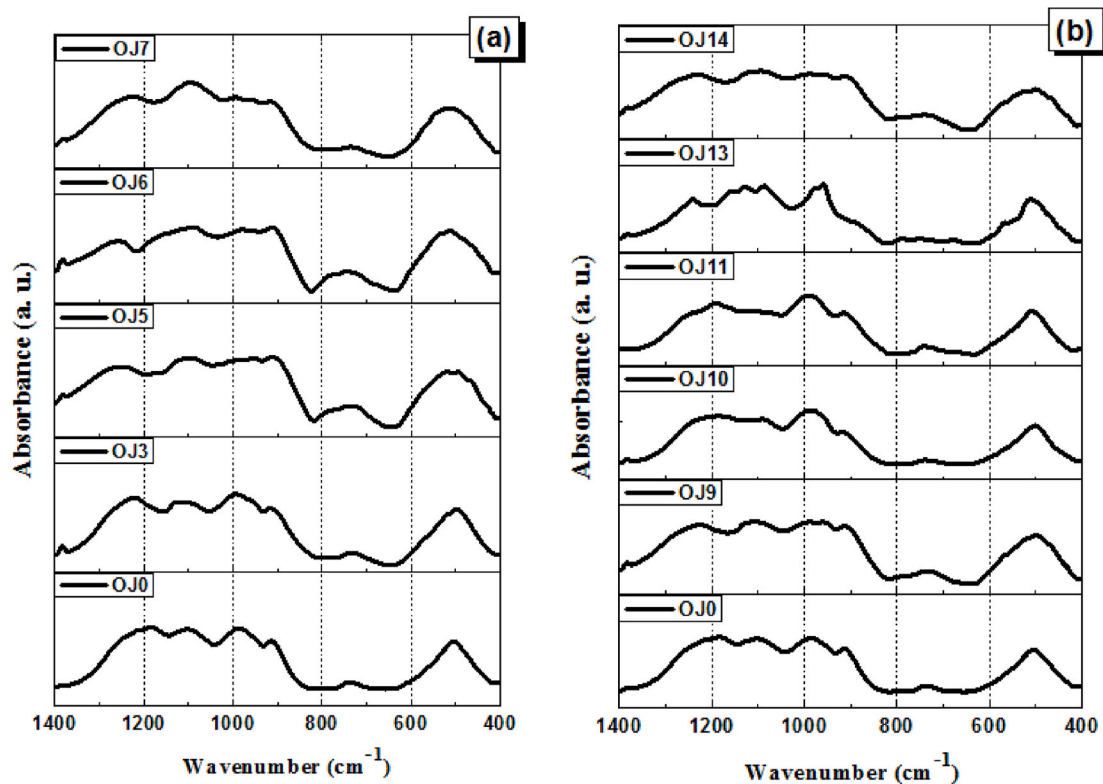 (a)
OJ7
OJ6
OJ5
OJ3
OJ0
Absorbance (a. u.)
1400 1200 1000 800 600 400
Wavenumber (cm-1)
(b)
OJ14
OJ13
OJ11
OJ10
OJ9
OJ0
Absorbance (a. u.)
1400 1200 1000 800 600 400
Wavenumber (cm-1)